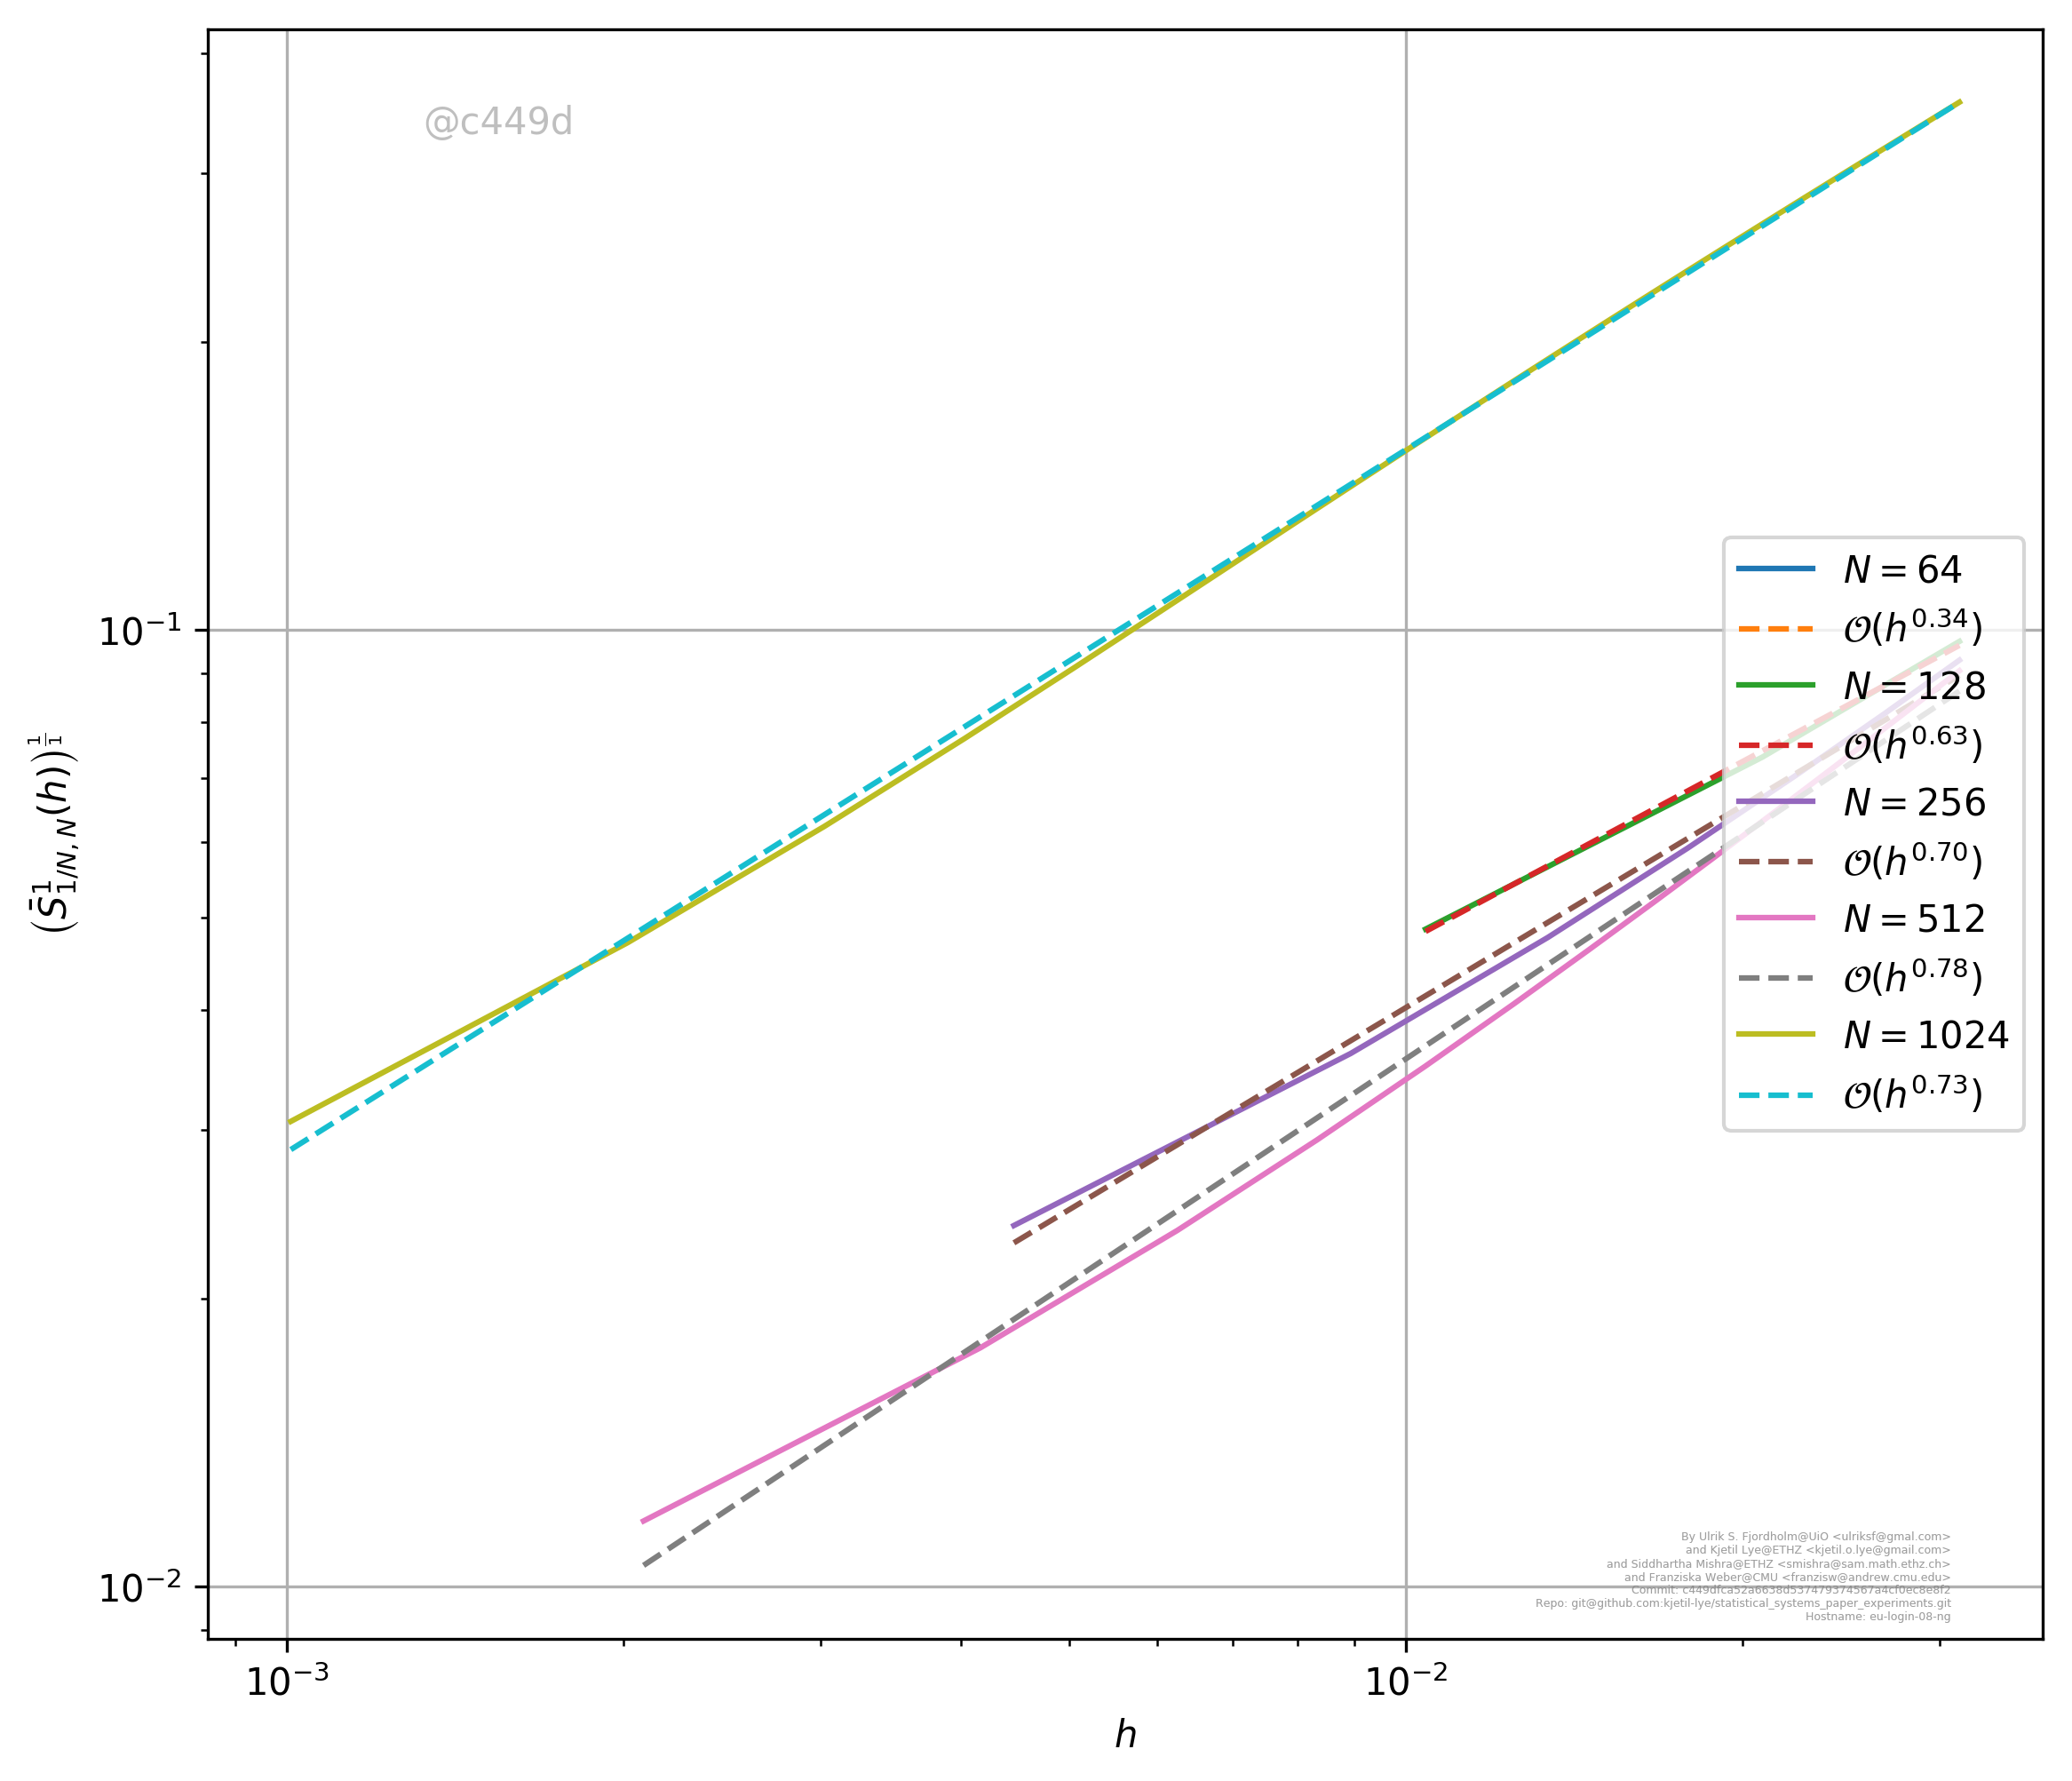 @c449d
10⁻¹
10⁻²
(S̄¹₁/N, N(h))^(1/1)
10⁻³
10⁻²
h
N = 64
𝒪(h^0.34)
N = 128
𝒪(h^0.63)
N = 256
𝒪(h^0.70)
N = 512
𝒪(h^0.78)
N = 1024
𝒪(h^0.73)
By Ulrik S. Fjordholm@UiO <ulriksf@gmal.com>
and Kjetil Lye@ETHZ <kjetil.o.lye@gmail.com>
and Siddhartha Mishra@ETHZ <smishra@sam.math.ethz.ch>
and Franziska Weber@CMU <franzisw@andrew.cmu.edu>
Commit: c449dfca52a6638d537479374567a4cf0ec8e8f2
Repo: git@github.com:kjetil-lye/statistical_systems_paper_experiments.git
Hostname: eu-login-08-ng